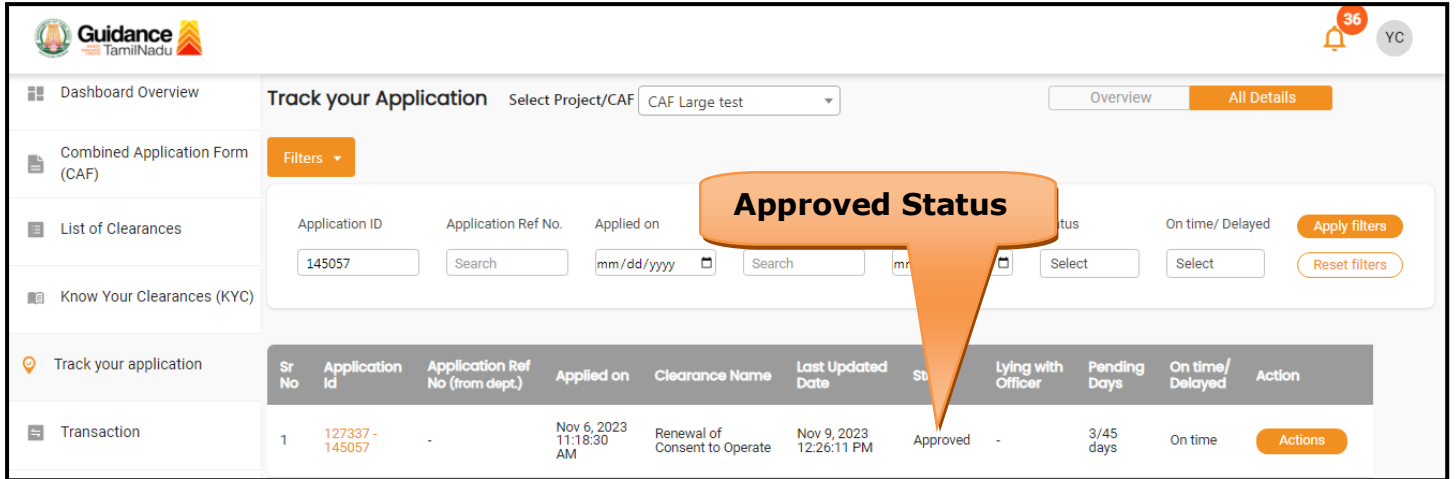 Guidance
TamilNadu
36
YC
Dashboard Overview
Track your Application
Select Project/CAF
CAF Large test
Overview
All Details
Combined Application Form
(CAF)
Filters
Approved Status
List of Clearances
Application ID
Application Ref No.
Applied on
tus
On time/ Delayed
Apply filters
145057
Search
mm/dd/yyyy
Search
Select
Select
Reset filters
Know Your Clearances (KYC)
Track your application
Sr
No
Application
Id
Application Ref
No (from dept.)
Applied on
Clearance Name
Last Updated
Date
Lying with
Officer
Pending
Days
On time/
Delayed
Action
Transaction
1
127337 -
145057
-
Nov 6, 2023
11:18:30
AM
Renewal of
Consent to Operate
Nov 9, 2023
12:26:11 PM
Approved
-
3/45
days
On time
Actions